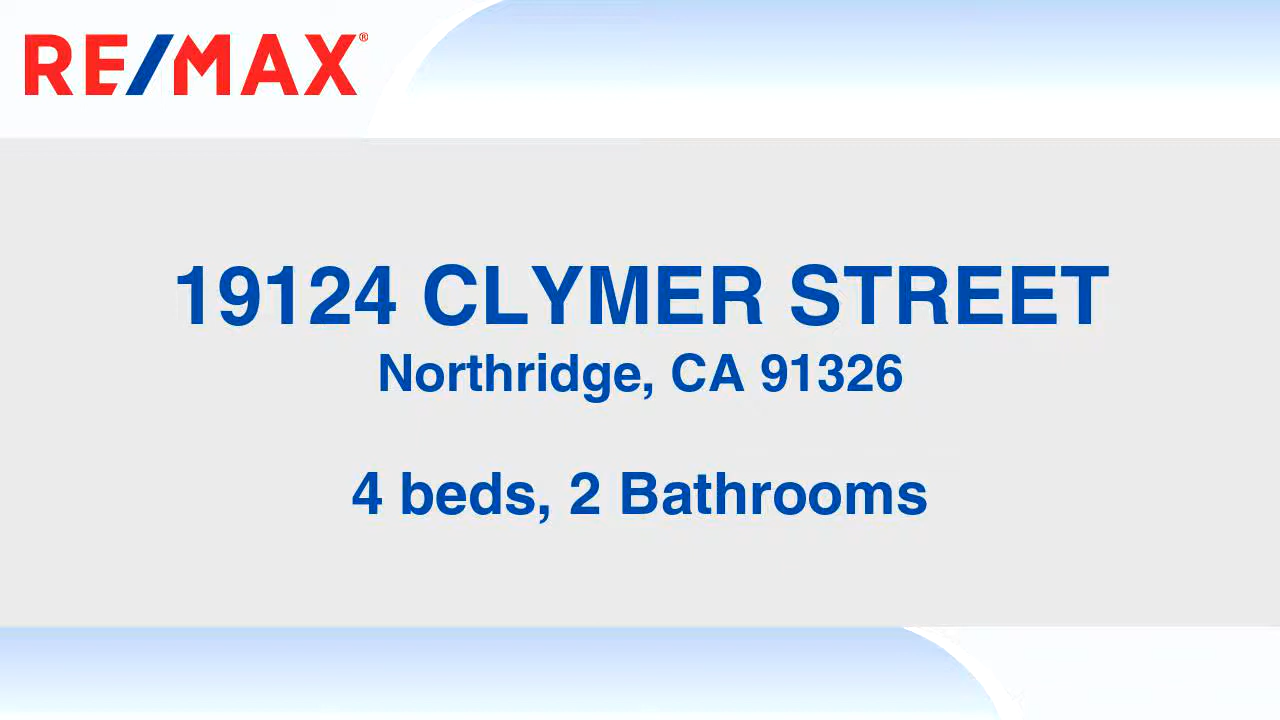 RE/MAX®
19124 CLYMER STREET
Northridge, CA 91326
4 beds, 2 Bathrooms